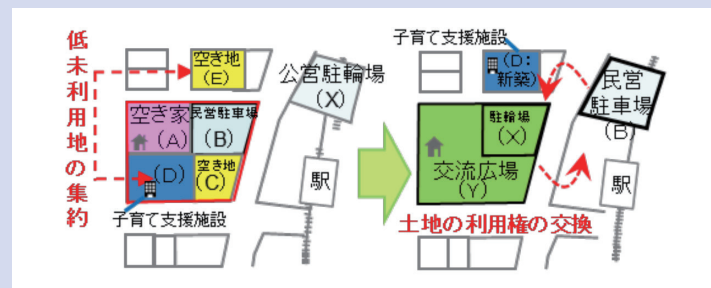 低未利用地の集約
空き地
(E)
公営駐輪場
(X)
空き家
(A)
民営駐車場
(B)
(D)
空き地
(C)
駅
子育て支援施設
子育て支援施設
(D:
新築)
民営
駐車場
(B)
駐輪場
(X)
交流広場
(Y)
駅
土地の利用権の交換